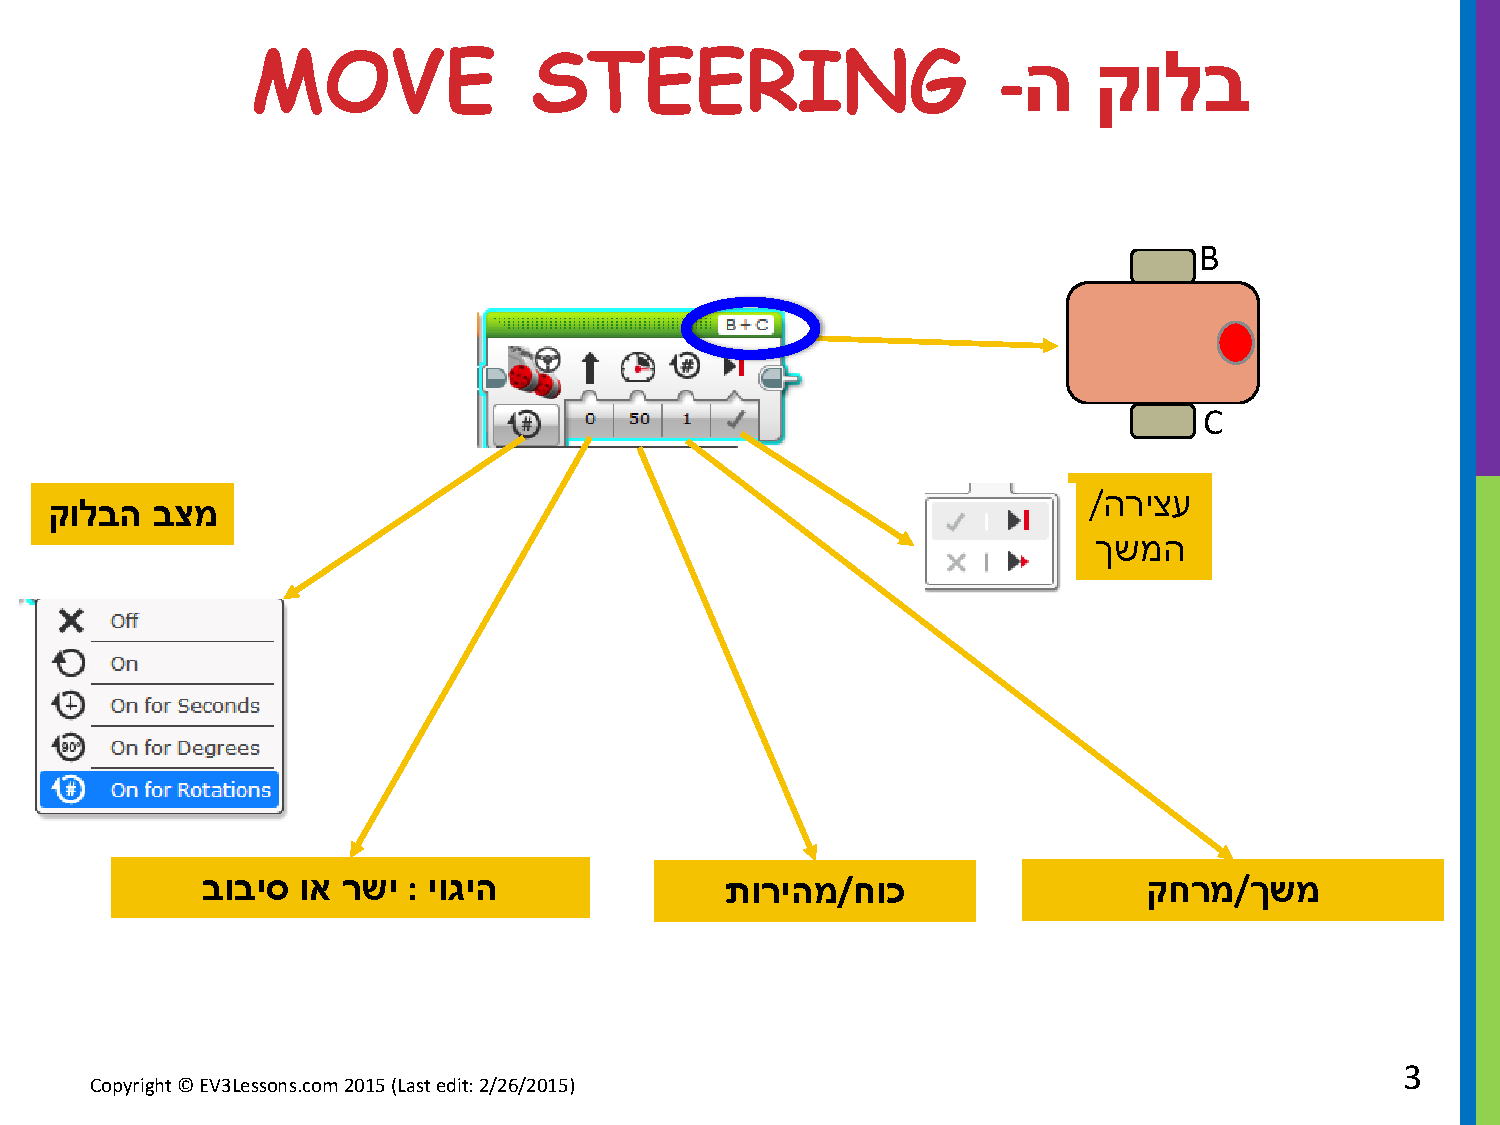 בלוק ה- MOVE STEERING
B
B + C
0 50 1
C
מצב הבלוק
עצירה/
המשך
Off
On
On for Seconds
On for Degrees
90°
On for Rotations
היגוי : ישר או סיבוב
כוח/מהירות
משך/מרחק
Copyright © EV3Lessons.com 2015 (Last edit: 2/26/2015)
3